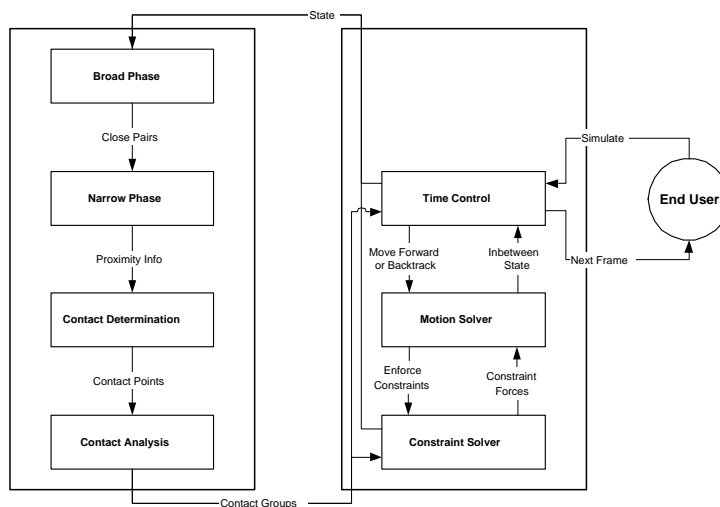 State
Broad Phase
Close Pairs
Simulate
Narrow Phase
Time Control
End User
Move Forward
or Backtrack
Inbetween
State
Next Frame
Proximity Info
Contact Determination
Motion Solver
Enforce
Constraints
Constraint
Forces
Contact Points
Contact Analysis
Constraint Solver
Contact Groups